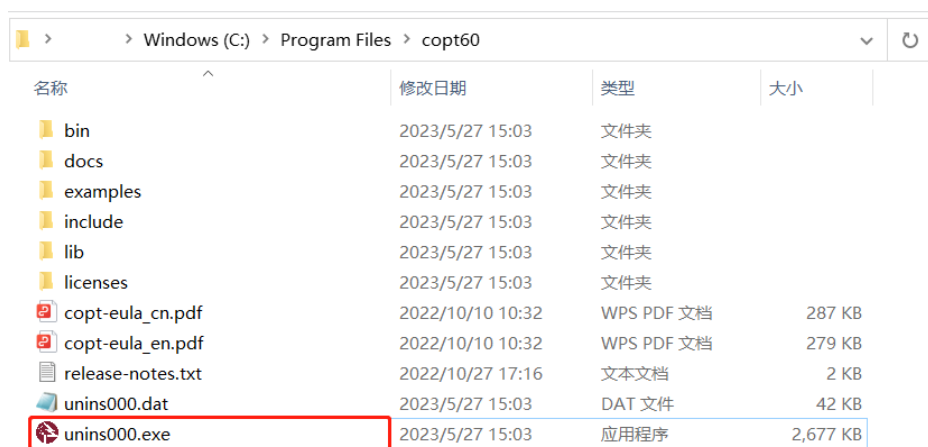 Windows (C:) > Program Files > copt60
名称 修改日期 类型 大小
bin 2023/5/27 15:03 文件夹
docs 2023/5/27 15:03 文件夹
examples 2023/5/27 15:03 文件夹
include 2023/5/27 15:03 文件夹
lib 2023/5/27 15:03 文件夹
licenses 2023/5/27 15:03 文件夹
copt-eula_cn.pdf 2022/10/10 10:32 WPS PDF 文档 287 KB
copt-eula_en.pdf 2022/10/10 10:32 WPS PDF 文档 279 KB
release-notes.txt 2022/10/27 17:16 文本文档 2 KB
unins000.dat 2023/5/27 15:03 DAT 文件 42 KB
unins000.exe 2023/5/27 15:03 应用程序 2,677 KB